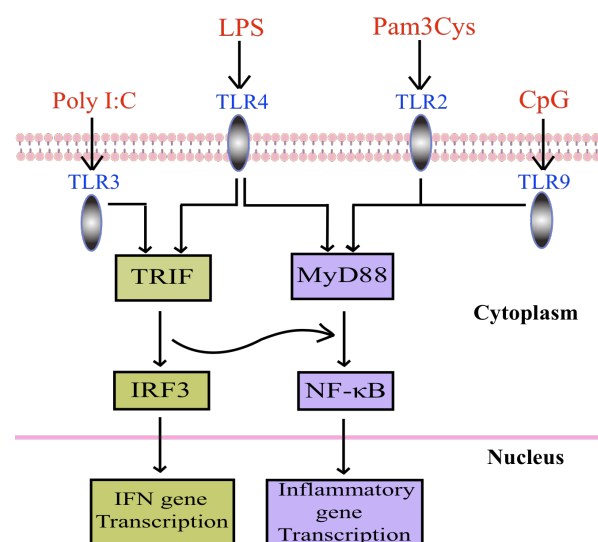 LPS
Pam3Cys
Poly I:C
TLR4
TLR2
CpG
TLR3
TLR9
TRIF
MyD88
Cytoplasm
IRF3
NF-κB
Nucleus
IFN gene
Transcription
Inflammatory
gene
Transcription